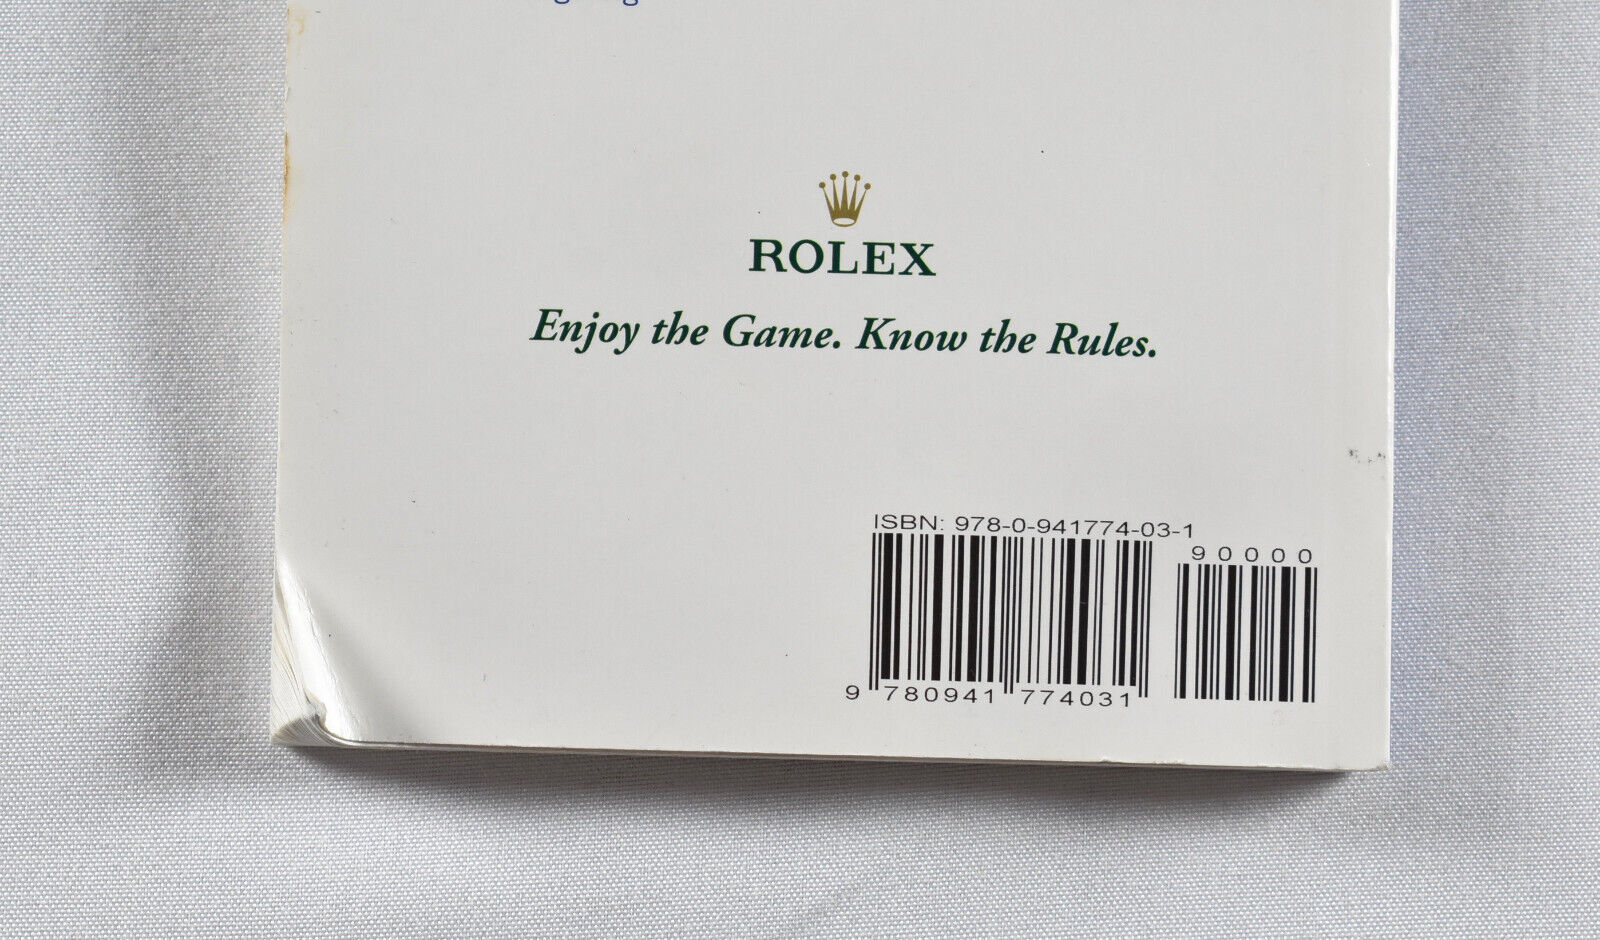 ROLEX
Enjoy the Game. Know the Rules.
ISBN: 978-0-941774-03-1
90000
9 780941 774031